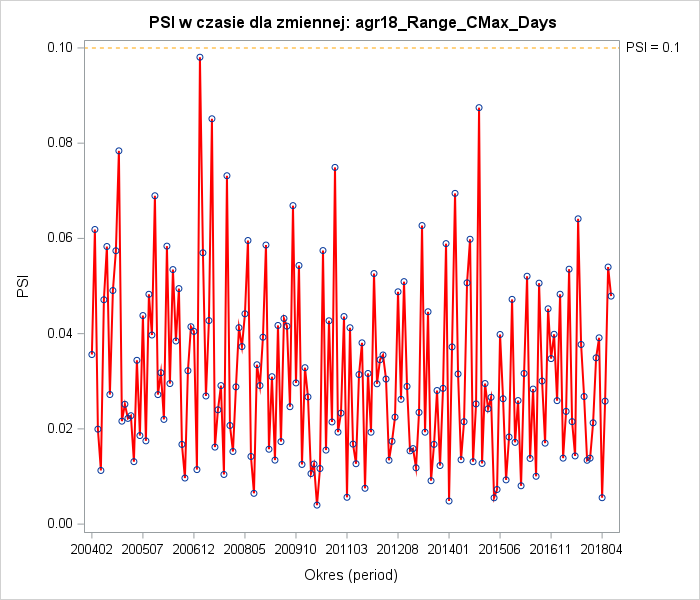 PSI w czasie dla zmiennej: agr18_Range_CMax_Days
PSI = 0.1
0.10
0.08
0.06
0.04
0.02
0.00
PSI
200402 200507 200612 200805 200910 201103 201208 201401 201506 201611 201804
Okres (period)